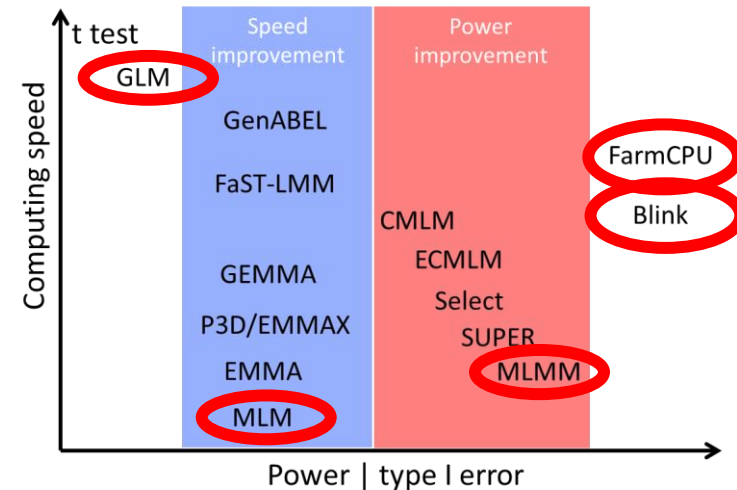 t test
Speed
improvement
Power
improvement
GLM
GenABEL
FarmCPU
FaST-LMM
CMLM
Blink
ECMLM
GEMMA
Select
P3D/EMMAX
SUPER
EMMA
MLMM
MLM
Computing speed
Power | type I error